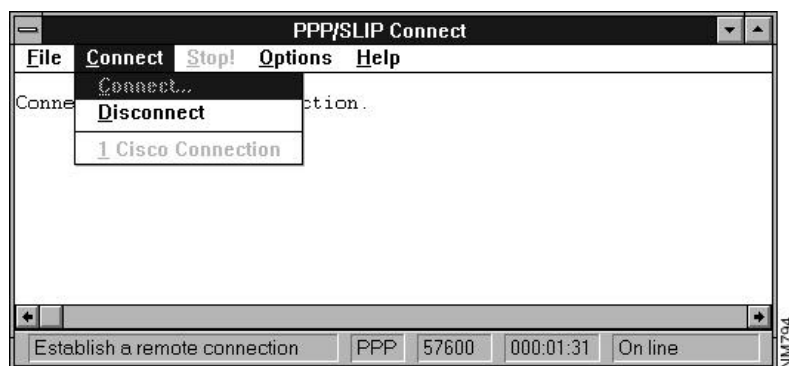 PPP/SLIP Connect
File Connect Stop! Options Help
Connect...
Conne ction.
Disconnect
1 Cisco Connection
Establish a remote connection PPP 57600 000:01:31 On line
NM794